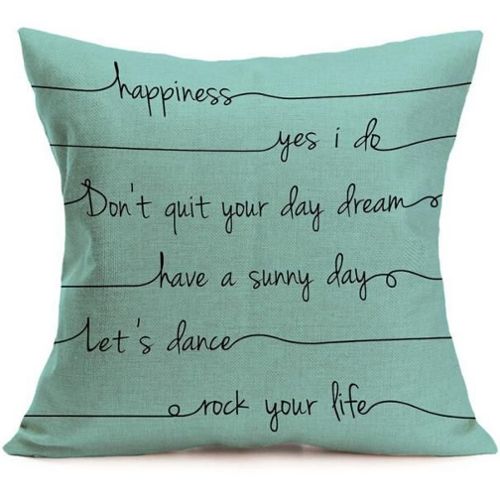 happiness
yes i do
Don't quit your day dream
have a sunny day
Let's dance
rock your life